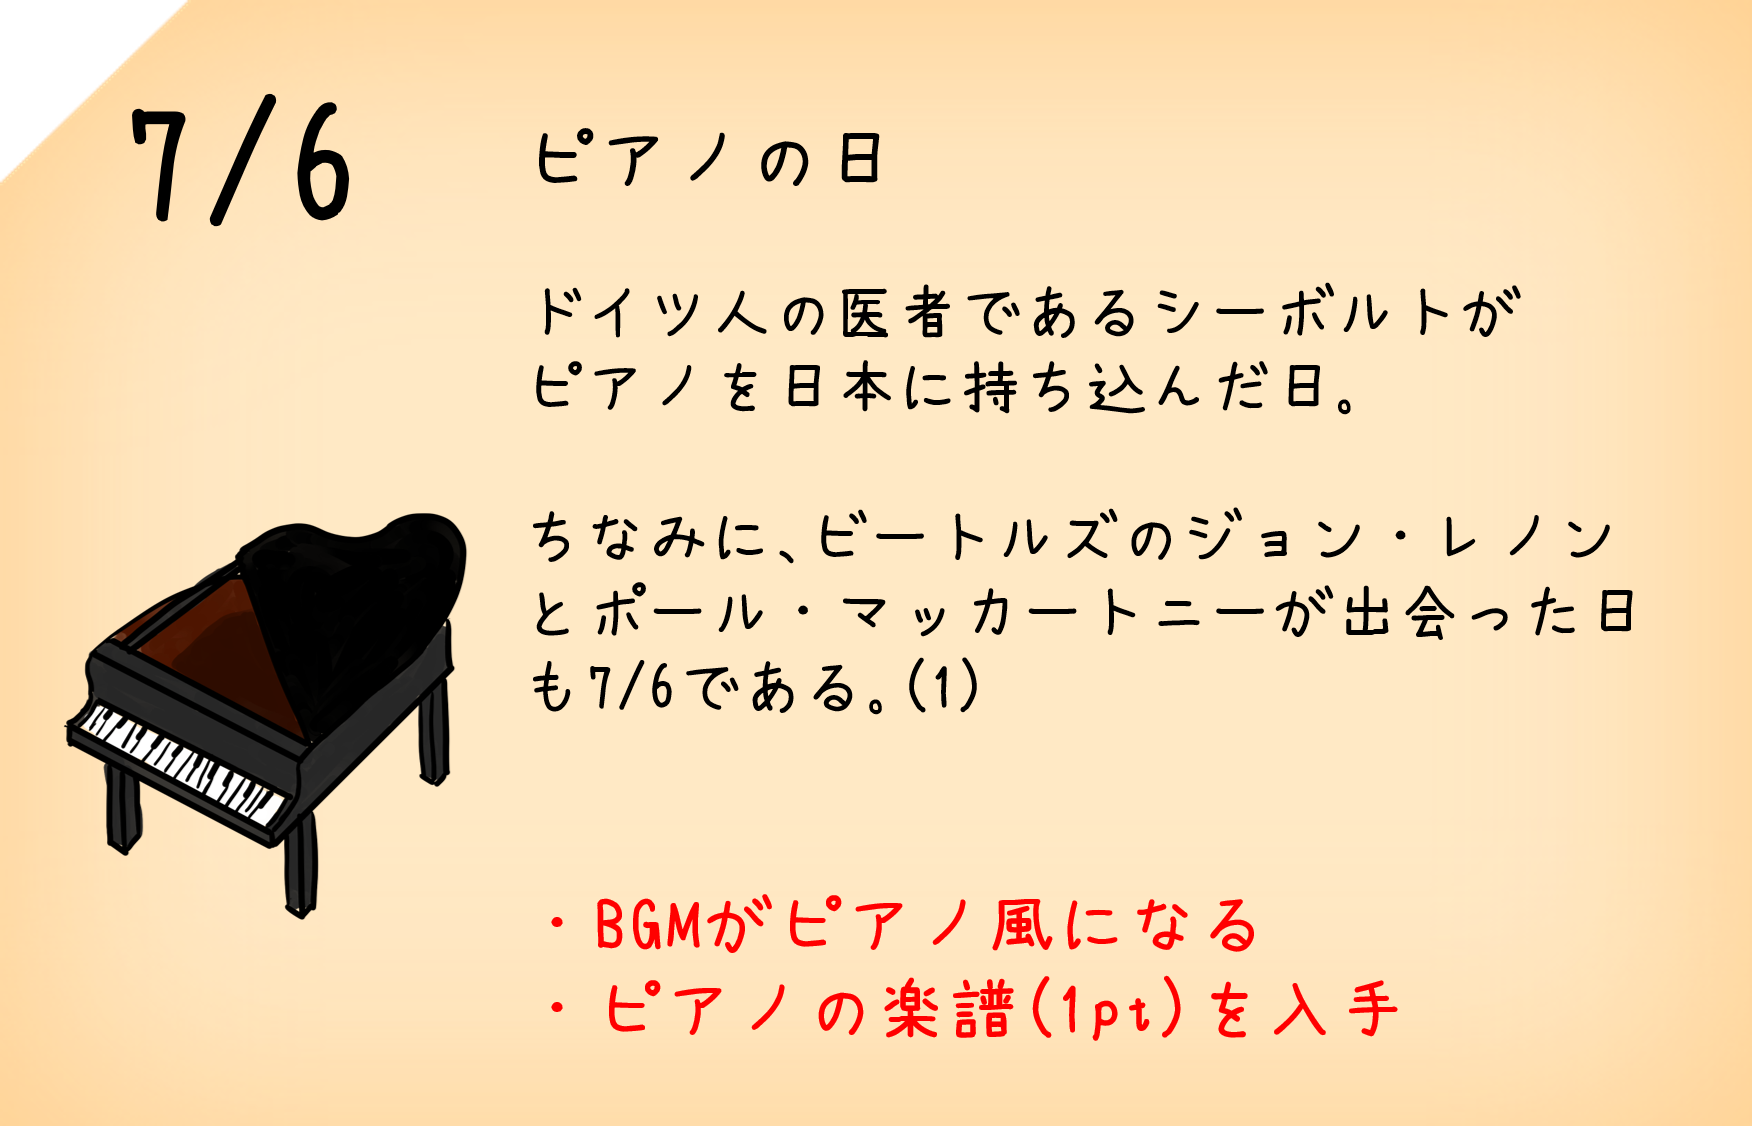 7/6
ピアノの日
ドイツ人の医者であるシーボルトが
ピアノを日本に持ち込んだ日。
ちなみに、ビートルズのジョン・レノン
とポール・マッカートニーが出会った日
も7/6である。(1)
・BGMがピアノ風になる
・ピアノの楽譜(1pt)を入手